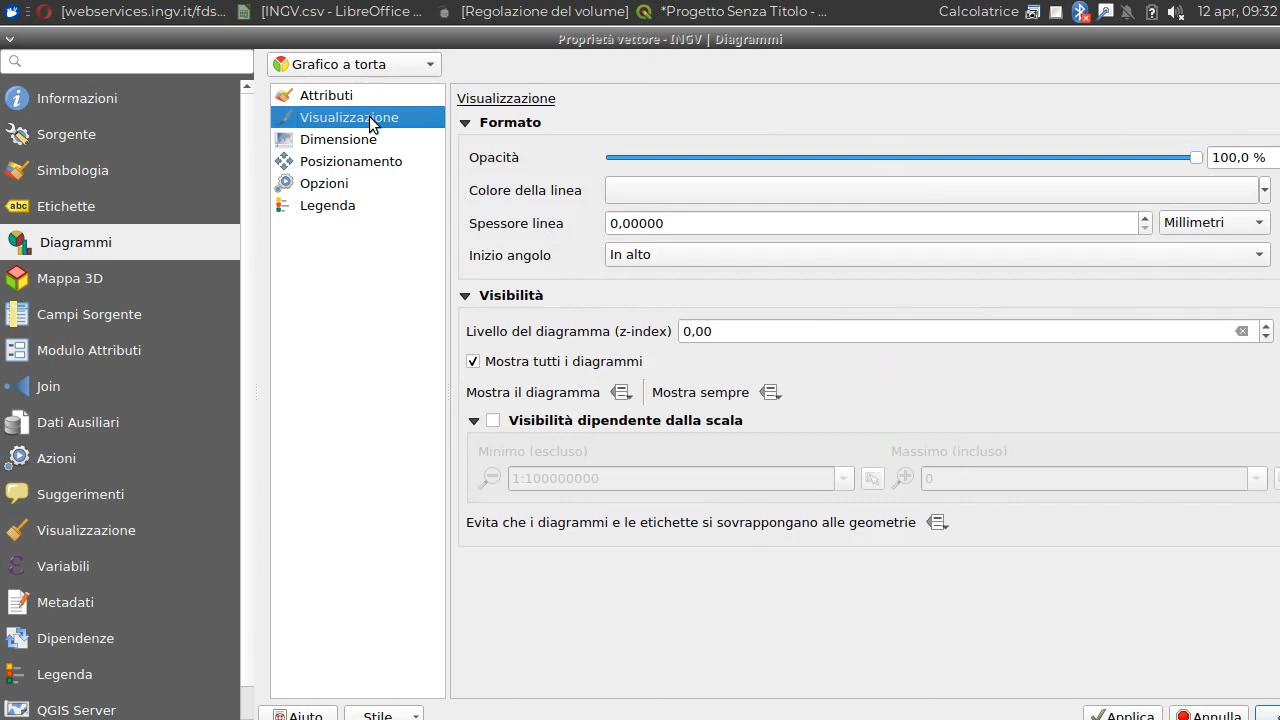 [webservices.ingv.it/fds...
[INGV.csv - LibreOffice ...
[Regolazione del volume]
*Progetto Senza Titolo - ...
Calcolatrice
12 apr, 09:32
Proprietà vettore - INGV | Diagrammi
Informazioni
Sorgente
Simbologia
abc Etichette
Diagrammi
Mappa 3D
Campi Sorgente
Modulo Attributi
Join
Dati Ausiliari
Azioni
Suggerimenti
Visualizzazione
Variabili
Metadati
Dipendenze
Legenda
QGIS Server
Grafico a torta
Attributi
Visualizzazione
Dimensione
Posizionamento
Opzioni
Legenda
Visualizzazione
Formato
Opacità 100,0 %
Colore della linea
Spessore linea 0,00000 Millimetri
Inizio angolo In alto
Visibilità
Livello del diagramma (z-index) 0,00
Mostra tutti i diagrammi
Mostra il diagramma Mostra sempre
Visibilità dipendente dalla scala
Minimo (escluso) Massimo (incluso)
1:100000000 0
Evita che i diagrammi e le etichette si sovrappongano alle geometrie
Aiuto Stile Applica Annulla